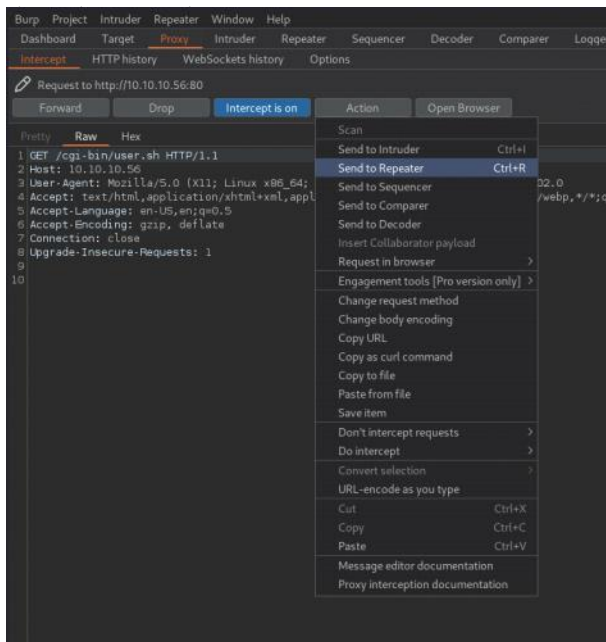 Burp Project Intruder Repeater Window Help
Dashboard Target Proxy Intruder Repeater Sequencer Decoder Comparer Logge
Intercept HTTP history WebSockets history Options
Request to http://10.10.10.56:80
Forward Drop Intercept is on Action Open Browser
Pretty Raw Hex
1 GET /cgi-bin/user.sh HTTP/1.1
2 Host: 10.10.10.56
3 User-Agent: Mozilla/5.0 (X11; Linux x86_64; 02.0
4 Accept: text/html,application/xhtml+xml,appl /webp,*/*;q
5 Accept-Language: en-US,en;q=0.5
6 Accept-Encoding: gzip, deflate
7 Connection: close
8 Upgrade-Insecure-Requests: 1
9
10
Scan
Send to Intruder Ctrl+I
Send to Repeater Ctrl+R
Send to Sequencer
Send to Comparer
Send to Decoder
Insert Collaborator payload
Request in browser >
Engagement tools [Pro version only] >
Change request method
Change body encoding
Copy URL
Copy as curl command
Copy to file
Paste from file
Save item
Don't intercept requests >
Do intercept >
Convert selection >
URL-encode as you type
Cut Ctrl+X
Copy Ctrl+C
Paste Ctrl+V
Message editor documentation
Proxy interception documentation